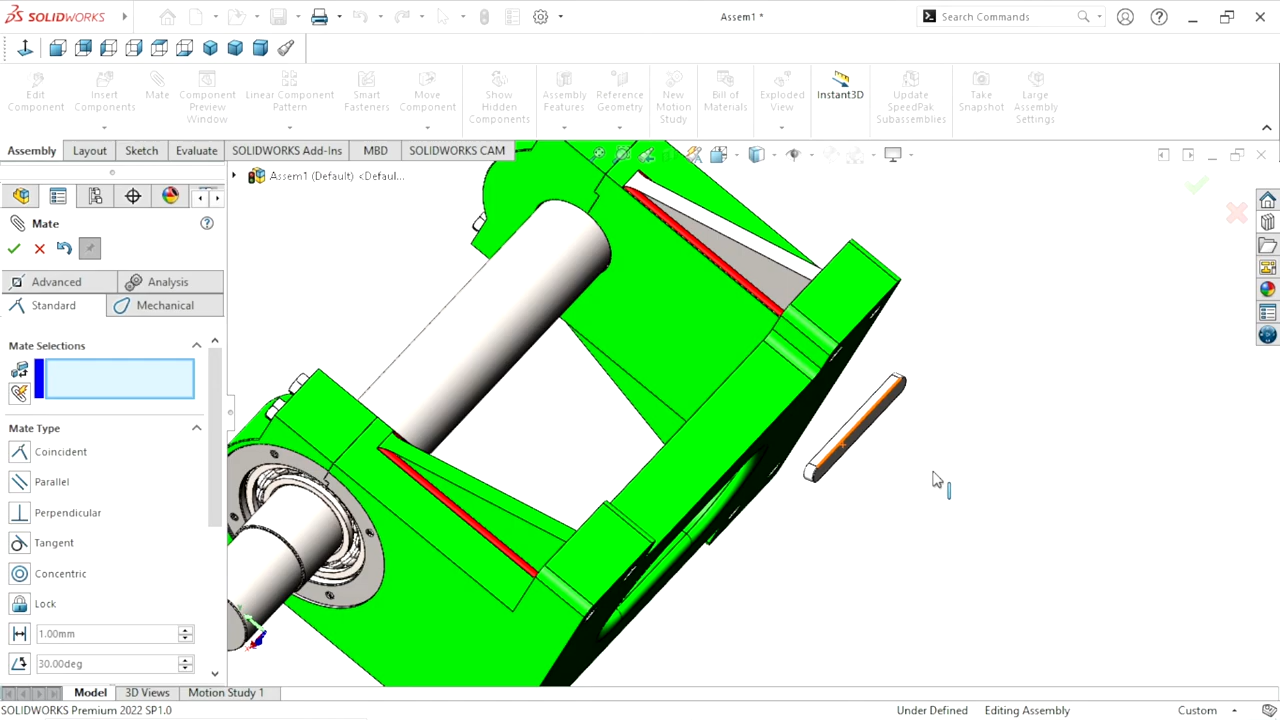 SOLIDWORKS
Assem1 *
Search Commands
Edit Component
Insert Components
Mate
Component Preview Window
Linear Component Pattern
Smart Fasteners
Move Component
Show Hidden Components
Assembly Features
Reference Geometry
New Motion Study
Bill of Materials
Exploded View
Instant3D
Update SpeedPak Subassemblies
Take Snapshot
Large Assembly Settings
Assembly
Layout
Sketch
Evaluate
SOLIDWORKS Add-Ins
MBD
SOLIDWORKS CAM
Assem1 (Default) <Defaul...
Mate
Advanced
Analysis
Standard
Mechanical
Mate Selections
Mate Type
Coincident
Parallel
Perpendicular
Tangent
Concentric
Lock
1.00mm
30.00deg
Model
3D Views
Motion Study 1
SOLIDWORKS Premium 2022 SP1.0
Under Defined
Editing Assembly
Custom